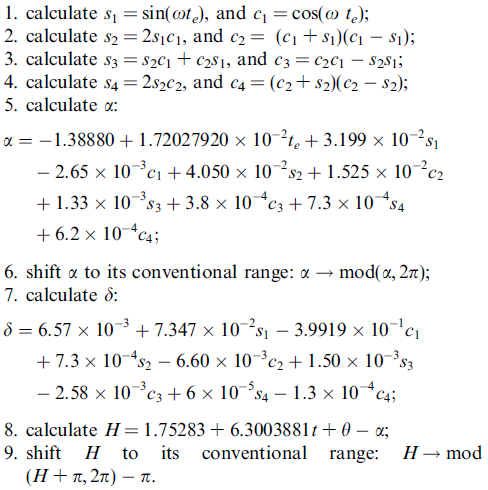 1. calculate s₁ = sin(ωtₑ), and c₁ = cos(ω tₑ);
2. calculate s₂ = 2s₁c₁, and c₂ = (c₁ + s₁)(c₁ − s₁);
3. calculate s₃ = s₂c₁ + c₂s₁, and c₃ = c₂c₁ − s₂s₁;
4. calculate s₄ = 2s₂c₂, and c₄ = (c₂ + s₂)(c₂ − s₂);
5. calculate α:
α = −1.38880 + 1.72027920 × 10⁻²tₑ + 3.199 × 10⁻²s₁
− 2.65 × 10⁻³c₁ + 4.050 × 10⁻²s₂ + 1.525 × 10⁻²c₂
+ 1.33 × 10⁻³s₃ + 3.8 × 10⁻⁴c₃ + 7.3 × 10⁻⁴s₄
+ 6.2 × 10⁻⁴c₄;
6. shift α to its conventional range: α → mod(α, 2π);
7. calculate δ:
δ = 6.57 × 10⁻³ + 7.347 × 10⁻²s₁ − 3.9919 × 10⁻¹c₁
+ 7.3 × 10⁻⁴s₂ − 6.60 × 10⁻³c₂ + 1.50 × 10⁻³s₃
− 2.58 × 10⁻³c₃ + 6 × 10⁻⁵s₄ − 1.3 × 10⁻⁴c₄;
8. calculate H = 1.75283 + 6.3003881t + θ − α;
9. shift H to its conventional range: H → mod
(H + π, 2π) − π.